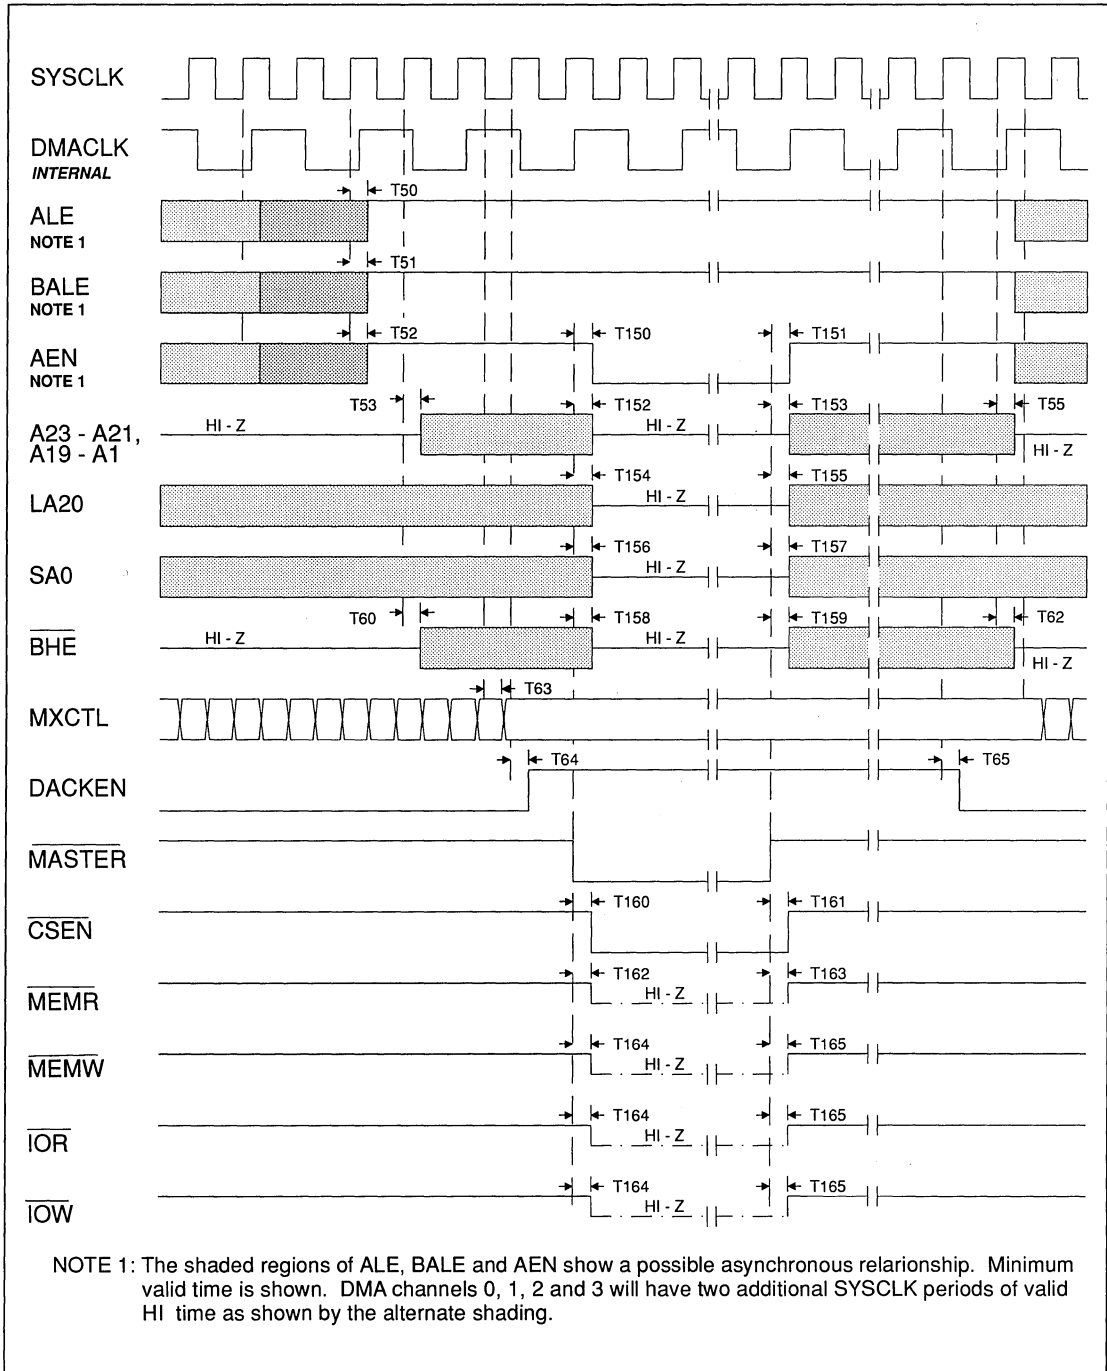 SYSCLK
DMACLK
INTERNAL
T50
ALE
NOTE 1
T51
BALE
NOTE 1
T52 T150 T151
AEN
NOTE 1
T53 T152 T153 T55
A23 - A21, HI - Z HI - Z
A19 - A1 HI - Z
T154 T155
LA20 HI - Z
T156 T157
SA0 HI - Z
T60 T158 T159 T62
BHE HI - Z HI - Z HI - Z
T63
MXCTL
T64 T65
DACKEN
MASTER
T160 T161
CSEN
T162 T163
MEMR HI - Z
T164 T165
MEMW HI - Z
T164 T165
IOR HI - Z
T164 T165
IOW HI - Z
NOTE 1: The shaded regions of ALE, BALE and AEN show a possible asynchronous relarionship. Minimum
valid time is shown. DMA channels 0, 1, 2 and 3 will have two additional SYSCLK periods of valid
HI time as shown by the alternate shading.